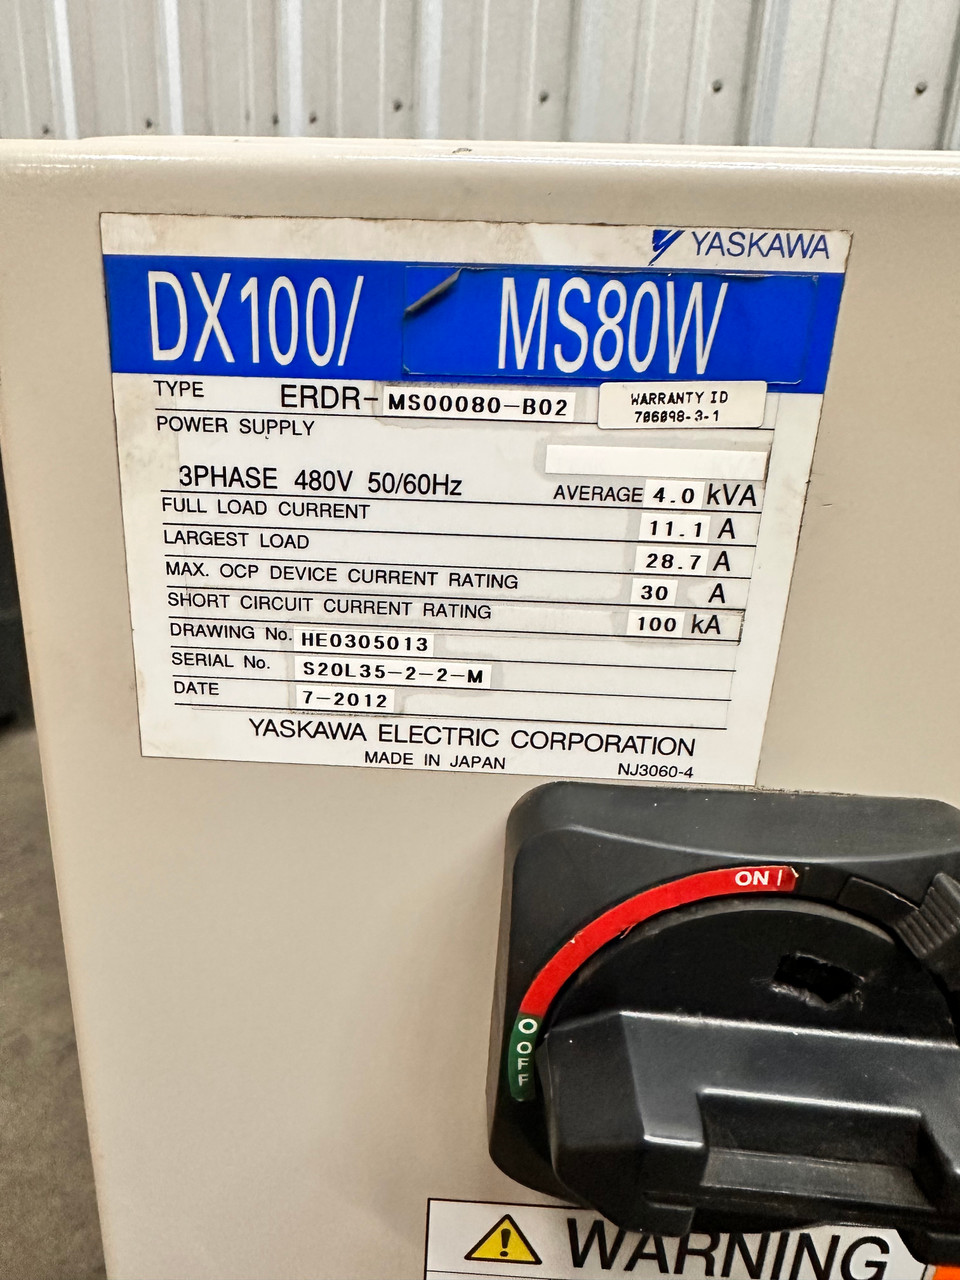 YASKAWA
DX100/ MS80W
TYPE ERDR-MS00080-B02
WARRANTY ID
706098-3-1
POWER SUPPLY
3PHASE 480V 50/60Hz AVERAGE 4.0 kVA
FULL LOAD CURRENT 11.1 A
LARGEST LOAD 28.7 A
MAX. OCP DEVICE CURRENT RATING 30 A
SHORT CIRCUIT CURRENT RATING 100 kA
DRAWING No. HE0305013
SERIAL No. S20L35-2-2-M
DATE 7-2012
YASKAWA ELECTRIC CORPORATION
MADE IN JAPAN NJ3060-4
ON I
O OFF
WARNING